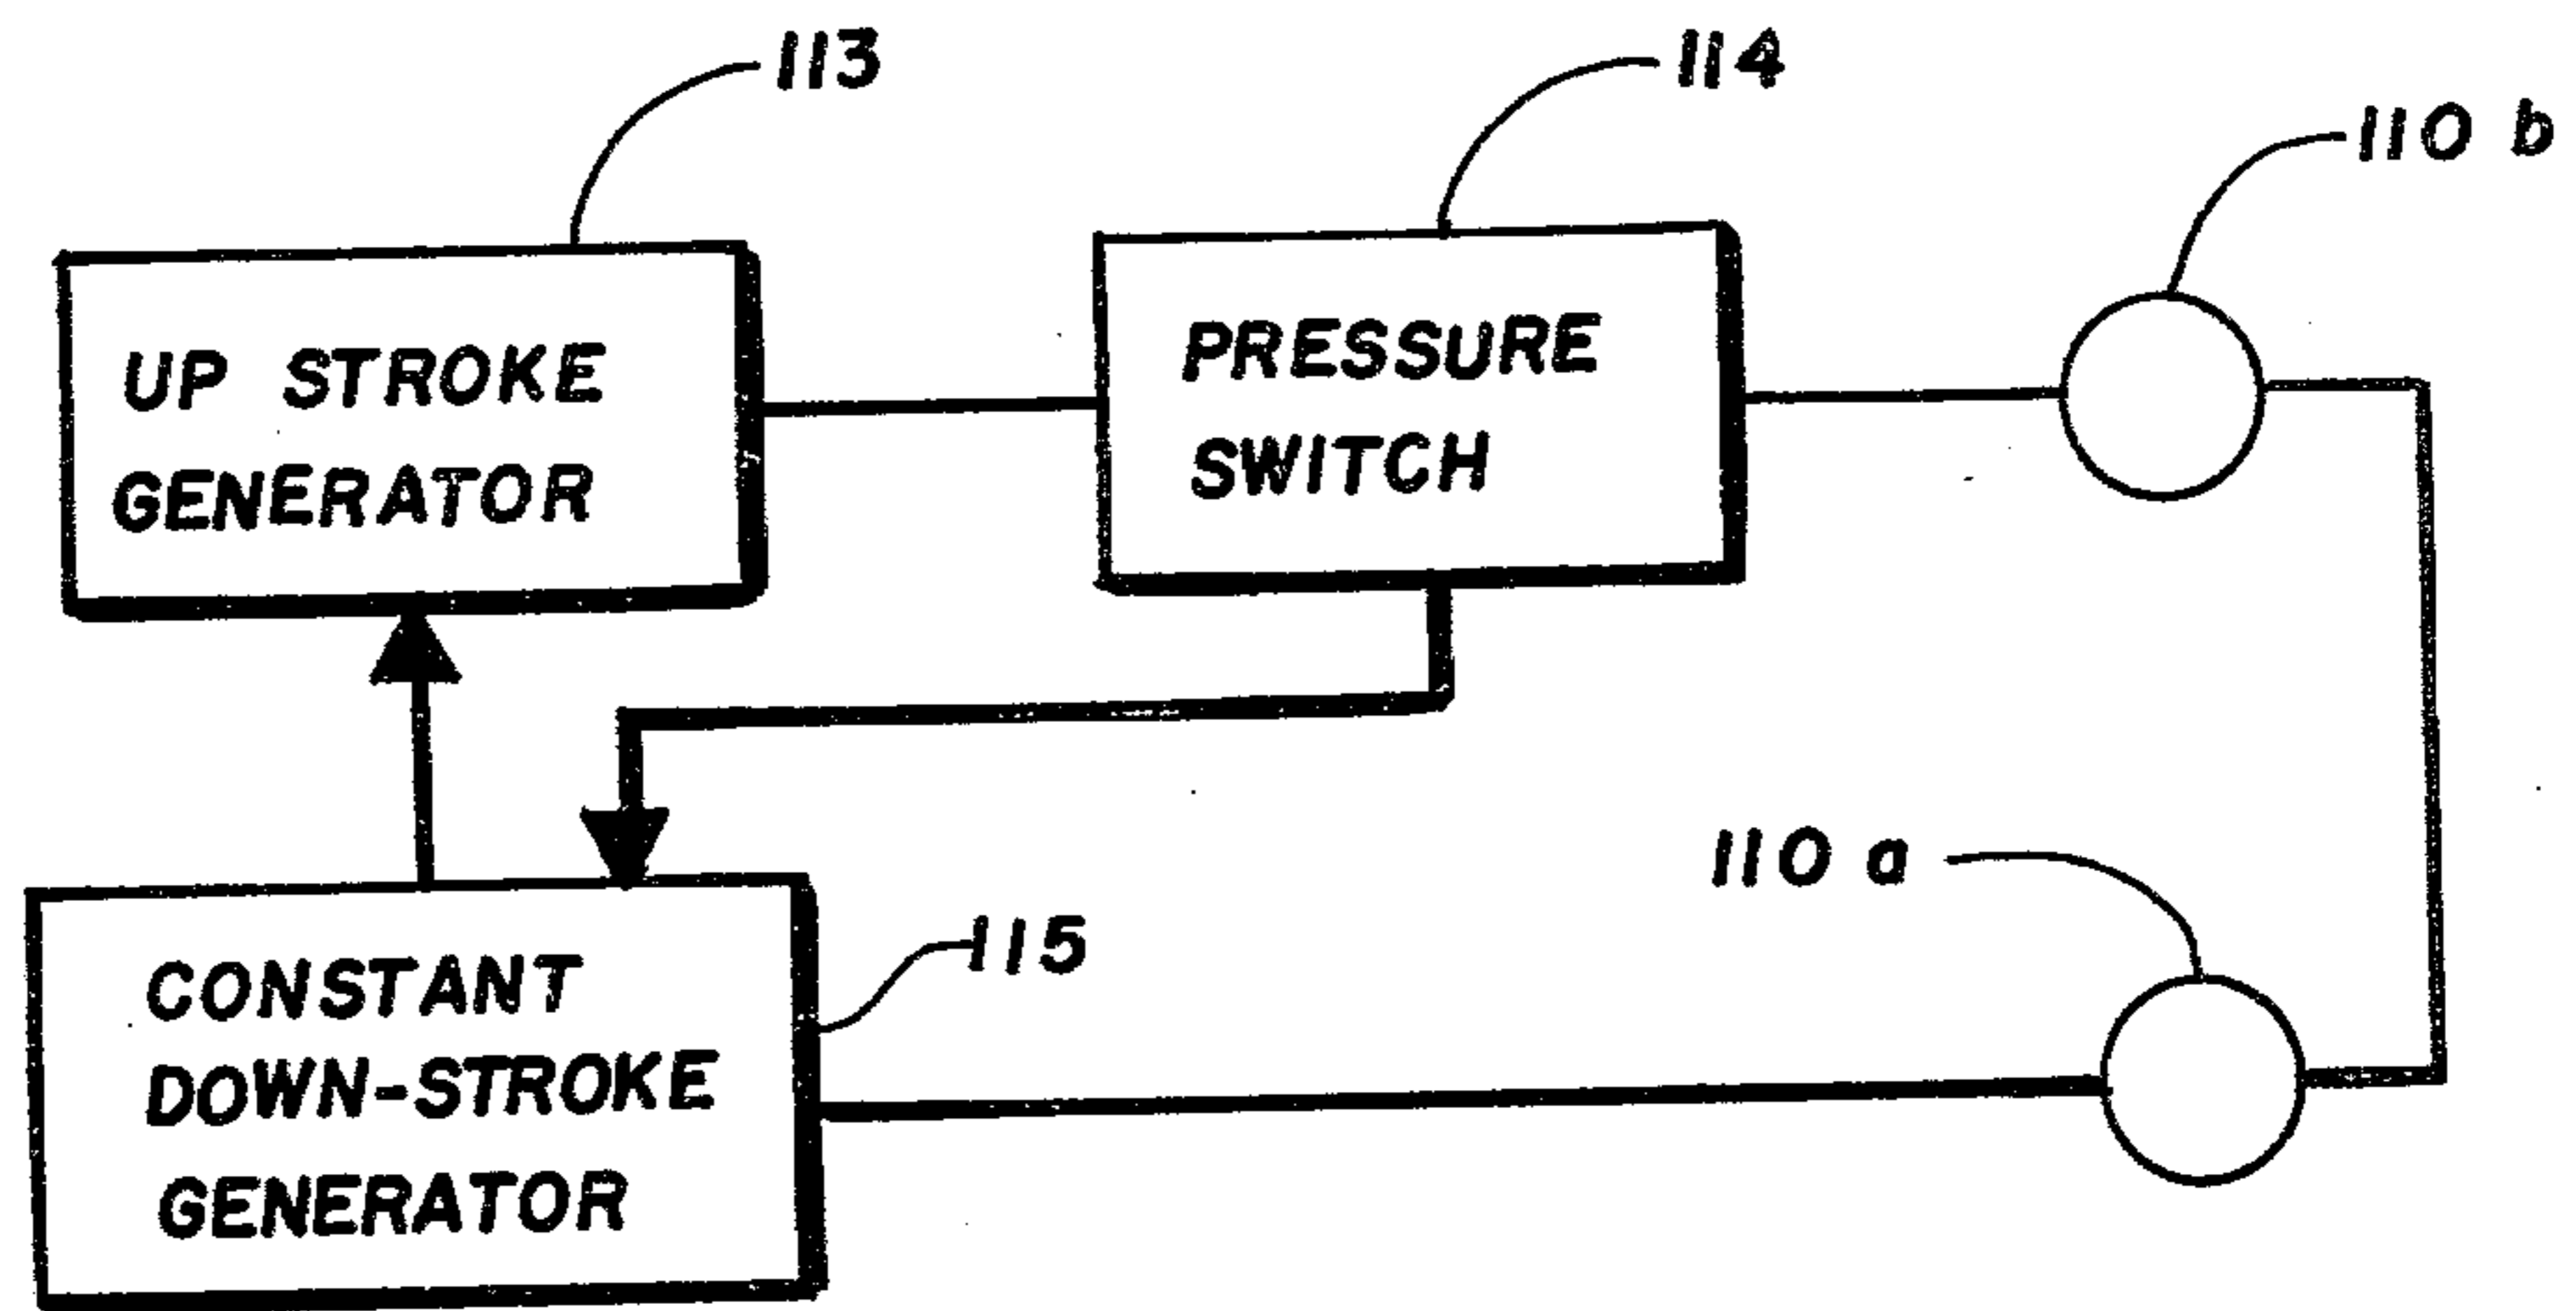 113
114
110 b
UP STROKE
GENERATOR
PRESSURE
SWITCH
110 a
115
CONSTANT
DOWN-STROKE
GENERATOR